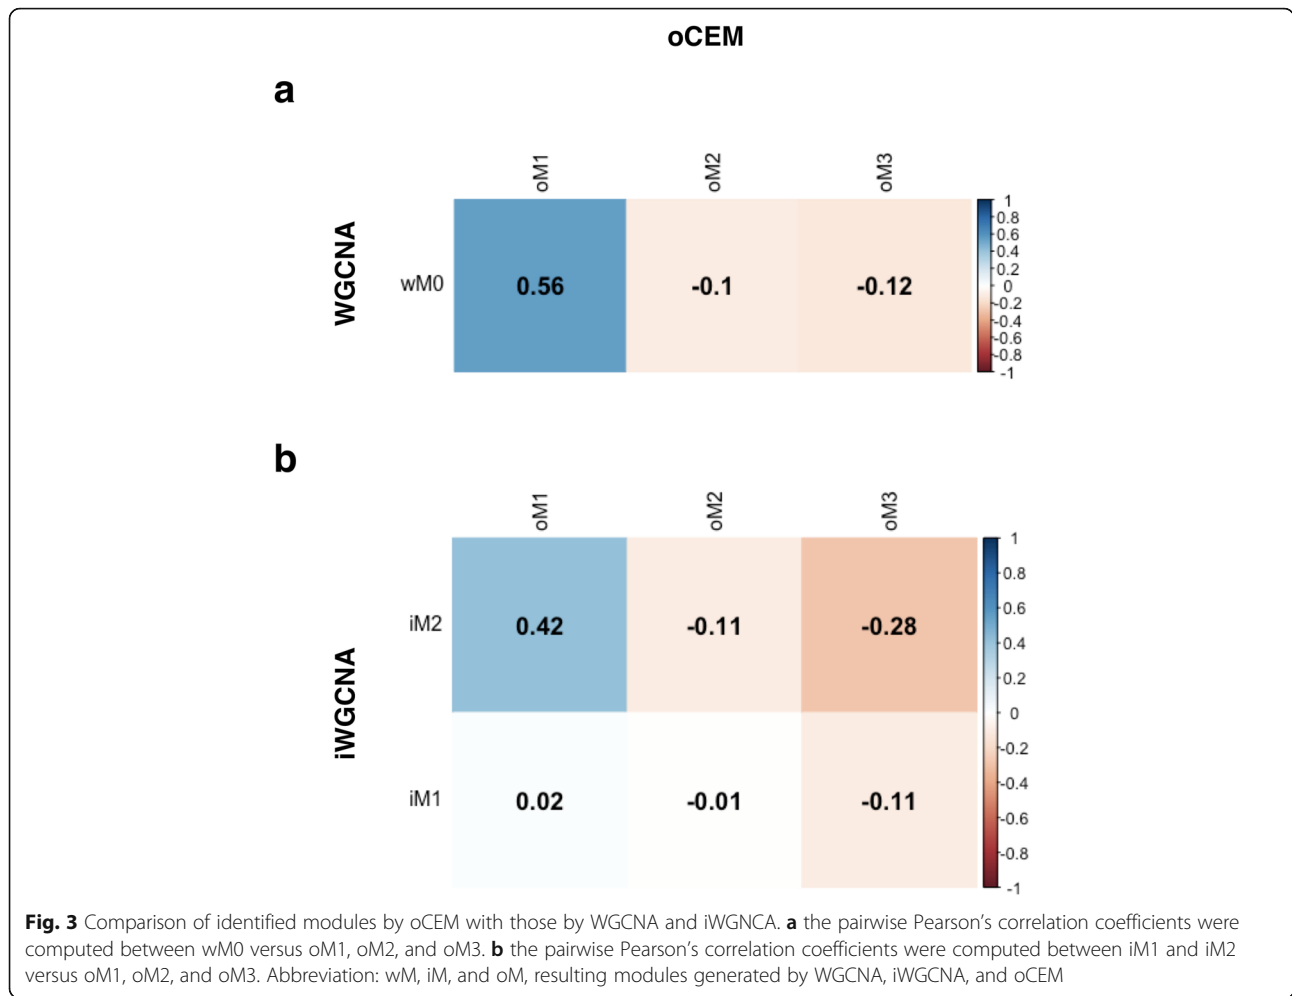 oCEM
a
oM1 oM2 oM3
WGCNA
wM0 0.56 -0.1 -0.12
1
0.8
0.6
0.4
0.2
0
-0.2
-0.4
-0.6
-0.8
-1
b
oM1 oM2 oM3
iWGCNA
iM2 0.42 -0.11 -0.28
iM1 0.02 -0.01 -0.11
1
0.8
0.6
0.4
0.2
0
-0.2
-0.4
-0.6
-0.8
-1
Fig. 3 Comparison of identified modules by oCEM with those by WGCNA and iWGNCA. a the pairwise Pearson's correlation coefficients were
computed between wM0 versus oM1, oM2, and oM3. b the pairwise Pearson's correlation coefficients were computed between iM1 and iM2
versus oM1, oM2, and oM3. Abbreviation: wM, iM, and oM, resulting modules generated by WGCNA, iWGCNA, and oCEM